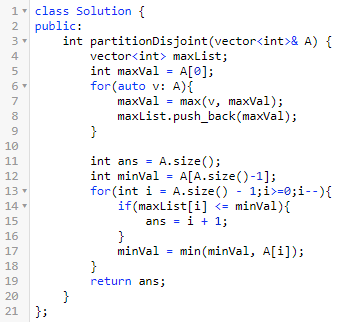 1 class Solution {
2 public:
3     int partitionDisjoint(vector<int>& A) {
4         vector<int> maxList;
5         int maxVal = A[0];
6         for(auto v: A){
7             maxVal = max(v, maxVal);
8             maxList.push_back(maxVal);
9         }
10
11         int ans = A.size();
12         int minVal = A[A.size()-1];
13         for(int i = A.size() - 1;i>=0;i--){
14             if(maxList[i] <= minVal){
15                 ans = i + 1;
16             }
17             minVal = min(minVal, A[i]);
18         }
19         return ans;
20     }
21 };